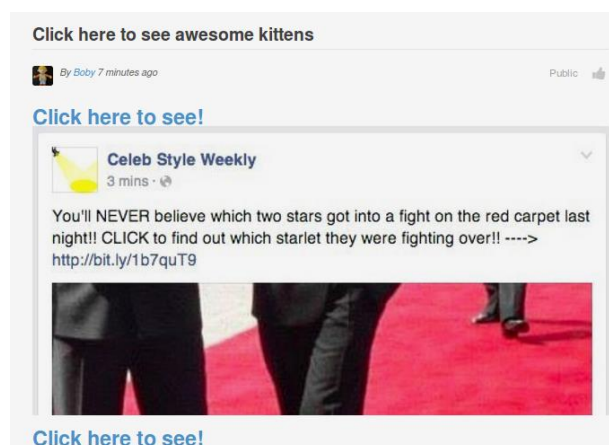 Click here to see awesome kittens
By Boby 7 minutes ago
Public
Click here to see!
Celeb Style Weekly
3 mins ·
You'll NEVER believe which two stars got into a fight on the red carpet last
night!! CLICK to find out which starlet they were fighting over!! ---->
http://bit.ly/1b7quT9
Click here to see!